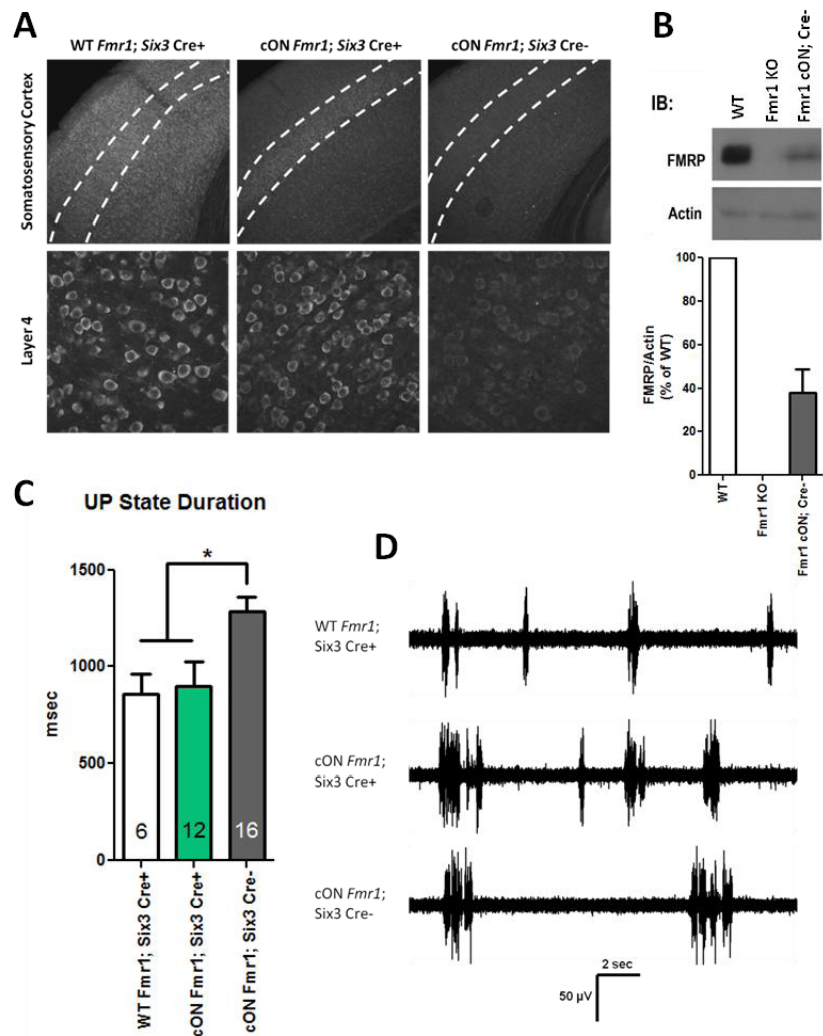 A
WT Fmr1; Six3 Cre+
cON Fmr1; Six3 Cre+
cON Fmr1; Six3 Cre-
Somatosensory Cortex
Layer 4
B
IB:
WT
Fmr1 KO
Fmr1 cON; Cre-
FMRP
Actin
FMRP/Actin
(% of WT)
100
80
60
40
20
0
WT
Fmr1 KO
Fmr1 cON; Cre-
C
UP State Duration
*
msec
1500
1000
500
0
6
12
16
WT Fmr1; Six3 Cre+
cON Fmr1; Six3 Cre+
cON Fmr1; Six3 Cre-
D
WT Fmr1;
Six3 Cre+
cON Fmr1;
Six3 Cre+
cON Fmr1;
Six3 Cre-
2 sec
50 µV